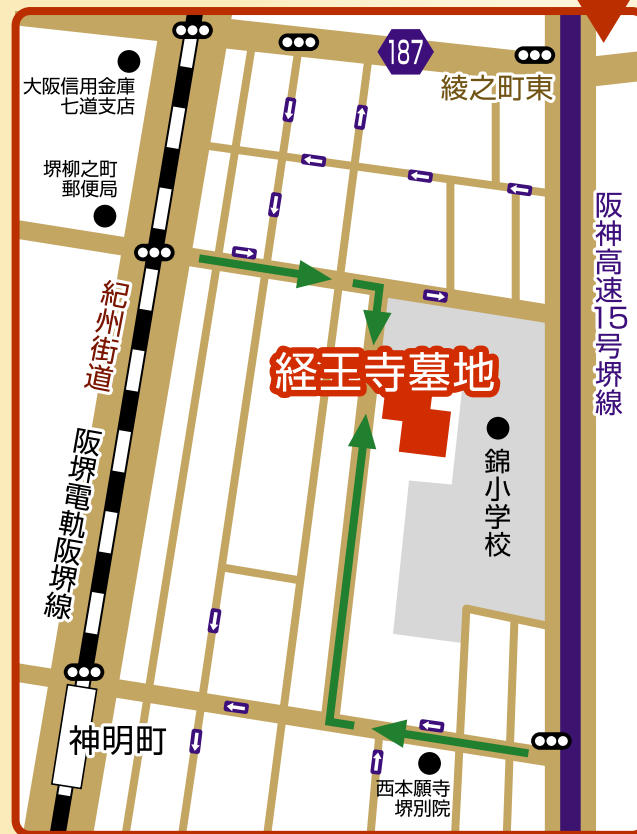 187
大阪信用金庫
七道支店
綾之町東
堺柳之町
郵便局
阪神高速15号堺線
紀州街道
経王寺墓地
阪堺電軌阪堺線
錦小学校
神明町
西本願寺
堺別院